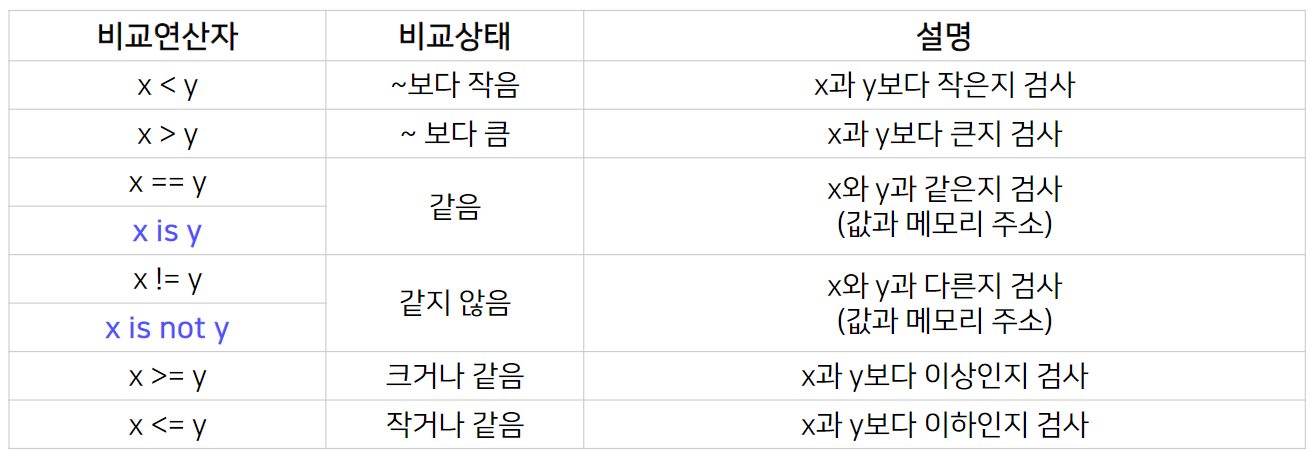 비교연산자 비교상태 설명
x < y ~보다 작음 x과 y보다 작은지 검사
x > y ~ 보다 큼 x과 y보다 큰지 검사
x == y
x is y
같음
x와 y과 같은지 검사
(값과 메모리 주소)
x != y
x is not y
같지 않음
x와 y과 다른지 검사
(값과 메모리 주소)
x >= y 크거나 같음 x과 y보다 이상인지 검사
x <= y 작거나 같음 x과 y보다 이하인지 검사